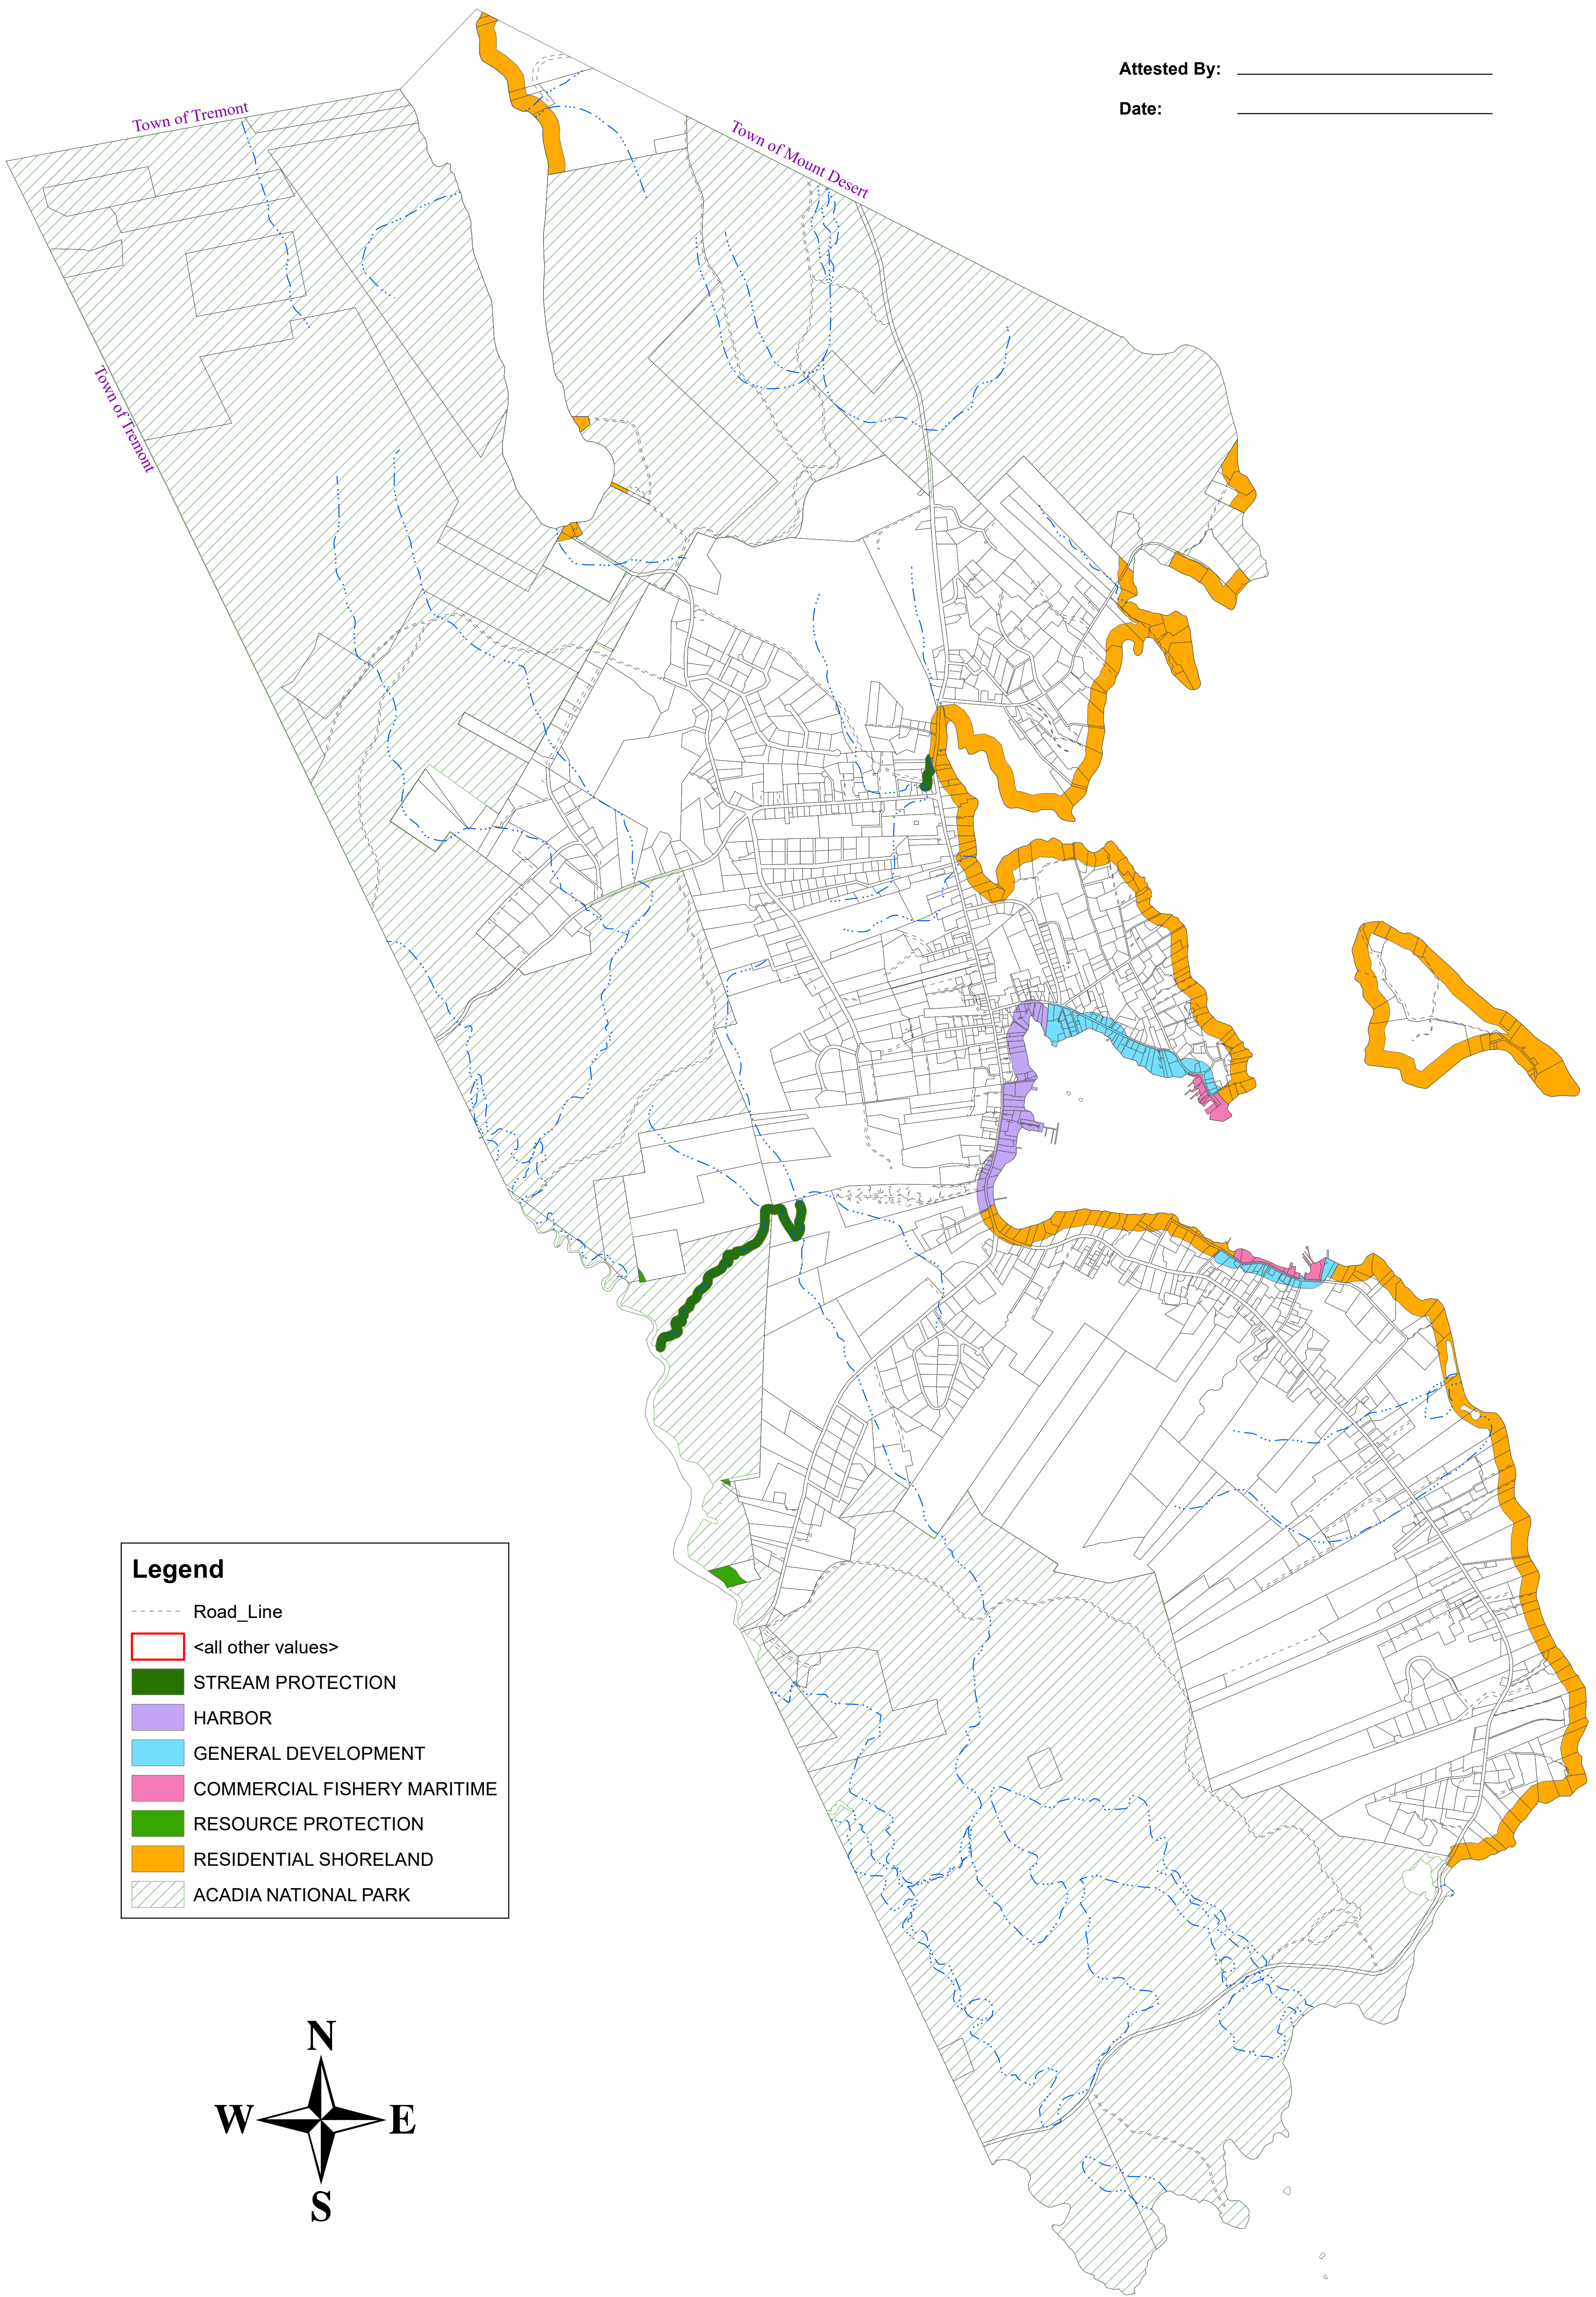 Attested By:
Date:
Town of Tremont
Town of Mount Desert
Town of Tremont
Legend
Road_Line
<all other values>
STREAM PROTECTION
HARBOR
GENERAL DEVELOPMENT
COMMERCIAL FISHERY MARITIME
RESOURCE PROTECTION
RESIDENTIAL SHORELAND
ACADIA NATIONAL PARK
N
W E
S